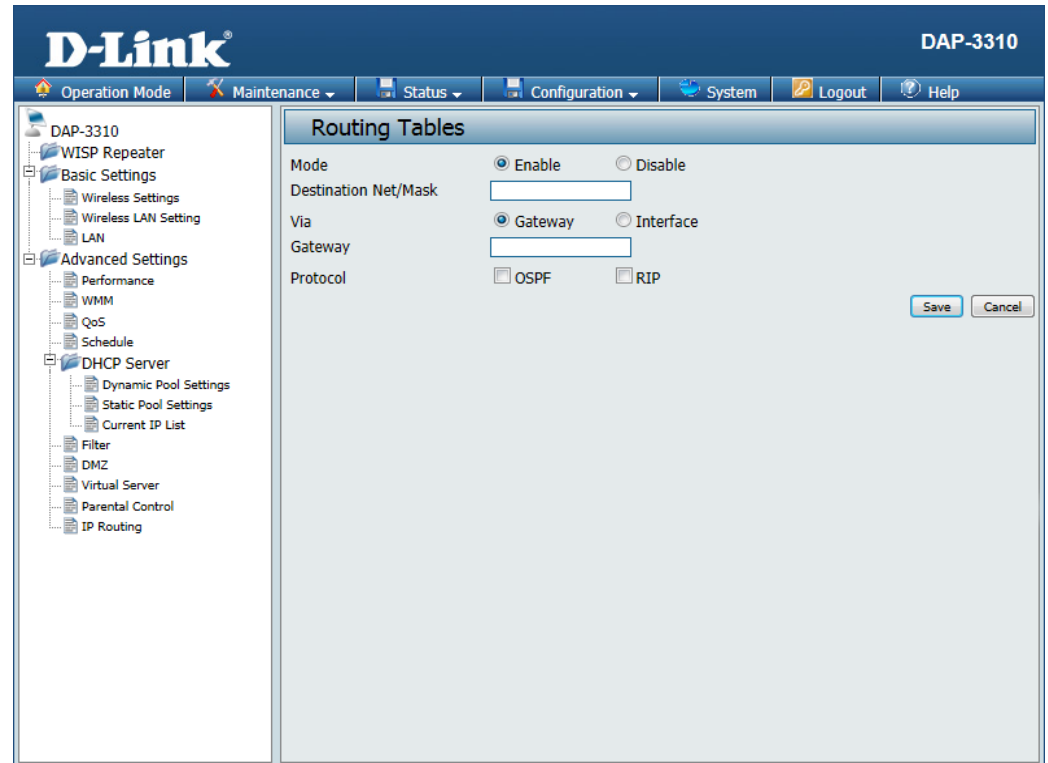 D-Link®
DAP-3310
Operation Mode Maintenance Status Configuration System Logout Help
DAP-3310
WISP Repeater
Basic Settings
Wireless Settings
Wireless LAN Setting
LAN
Advanced Settings
Performance
WMM
QoS
Schedule
DHCP Server
Dynamic Pool Settings
Static Pool Settings
Current IP List
Filter
DMZ
Virtual Server
Parental Control
IP Routing
Routing Tables
Mode Enable Disable
Destination Net/Mask
Via Gateway Interface
Gateway
Protocol OSPF RIP
Save Cancel